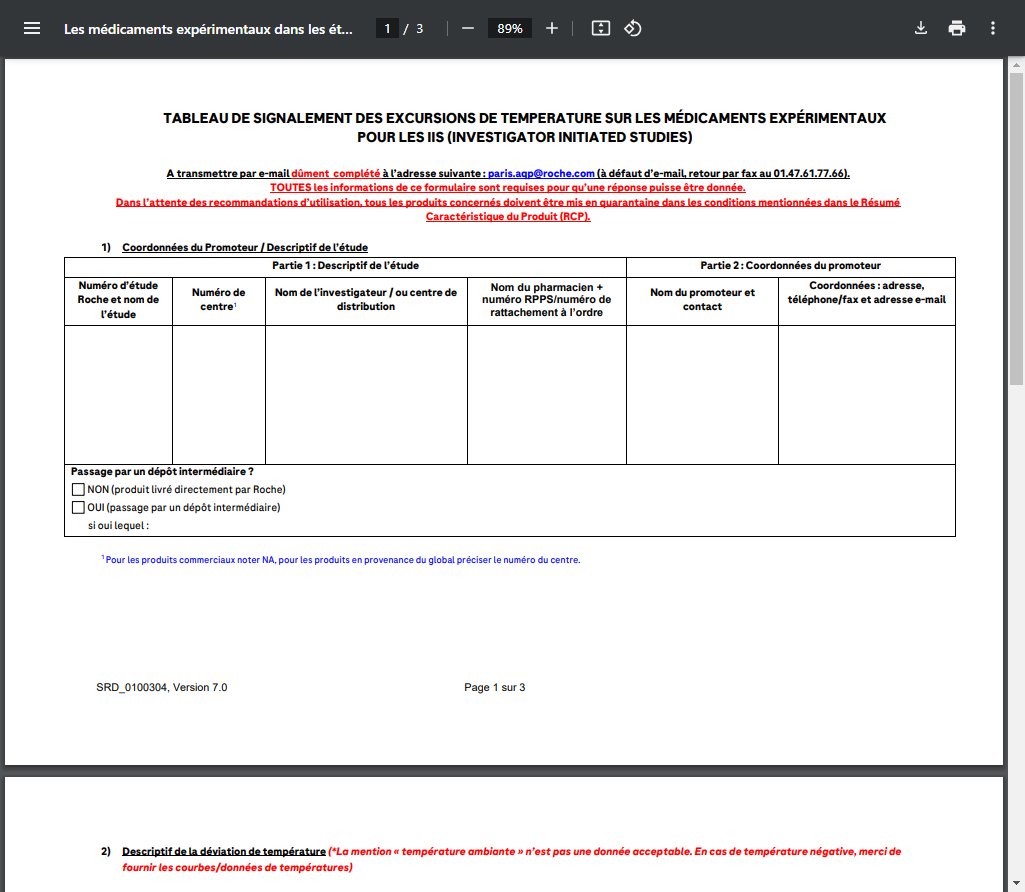 Les médicaments expérimentaux dans les ét...
1 / 3
89%
TABLEAU DE SIGNALEMENT DES EXCURSIONS DE TEMPERATURE SUR LES MÉDICAMENTS EXPÉRIMENTAUX
POUR LES IIS (INVESTIGATOR INITIATED STUDIES)
A transmettre par e-mail dûment complété à l'adresse suivante : paris.aqp@roche.com (à défaut d'e-mail, retour par fax au 01.47.61.77.66).
TOUTES les informations de ce formulaire sont requises pour qu'une réponse puisse être donnée.
Dans l'attente des recommandations d'utilisation, tous les produits concernés doivent être mis en quarantaine dans les conditions mentionnées dans le Résumé
Caractéristique du Produit (RCP).
1) Coordonnées du Promoteur / Descriptif de l'étude
Partie 1 : Descriptif de l'étude
Partie 2 : Coordonnées du promoteur
Numéro d'étude
Roche et nom de
l'étude
Numéro de
centre¹
Nom de l'investigateur / ou centre de
distribution
Nom du pharmacien +
numéro RPPS/numéro de
rattachement à l'ordre
Nom du promoteur et
contact
Coordonnées : adresse,
téléphone/fax et adresse e-mail
Passage par un dépôt intermédiaire ?
NON (produit livré directement par Roche)
OUI (passage par un dépôt intermédiaire)
si oui lequel :
¹ Pour les produits commerciaux noter NA, pour les produits en provenance du global préciser le numéro du centre.
SRD_0100304, Version 7.0
Page 1 sur 3
2) Descriptif de la déviation de température (*La mention « température ambiante » n'est pas une donnée acceptable. En cas de température négative, merci de
fournir les courbes/données de températures)